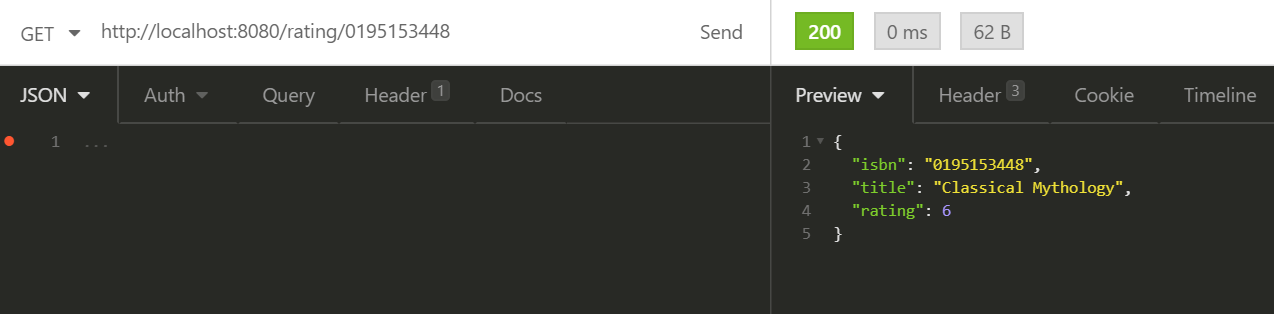 GET http://localhost:8080/rating/0195153448 Send 200 0 ms 62 B
JSON Auth Query Header 1 Docs Preview Header 3 Cookie Timeline
1 ...
1 {
2 "isbn": "0195153448",
3 "title": "Classical Mythology",
4 "rating": 6
5 }